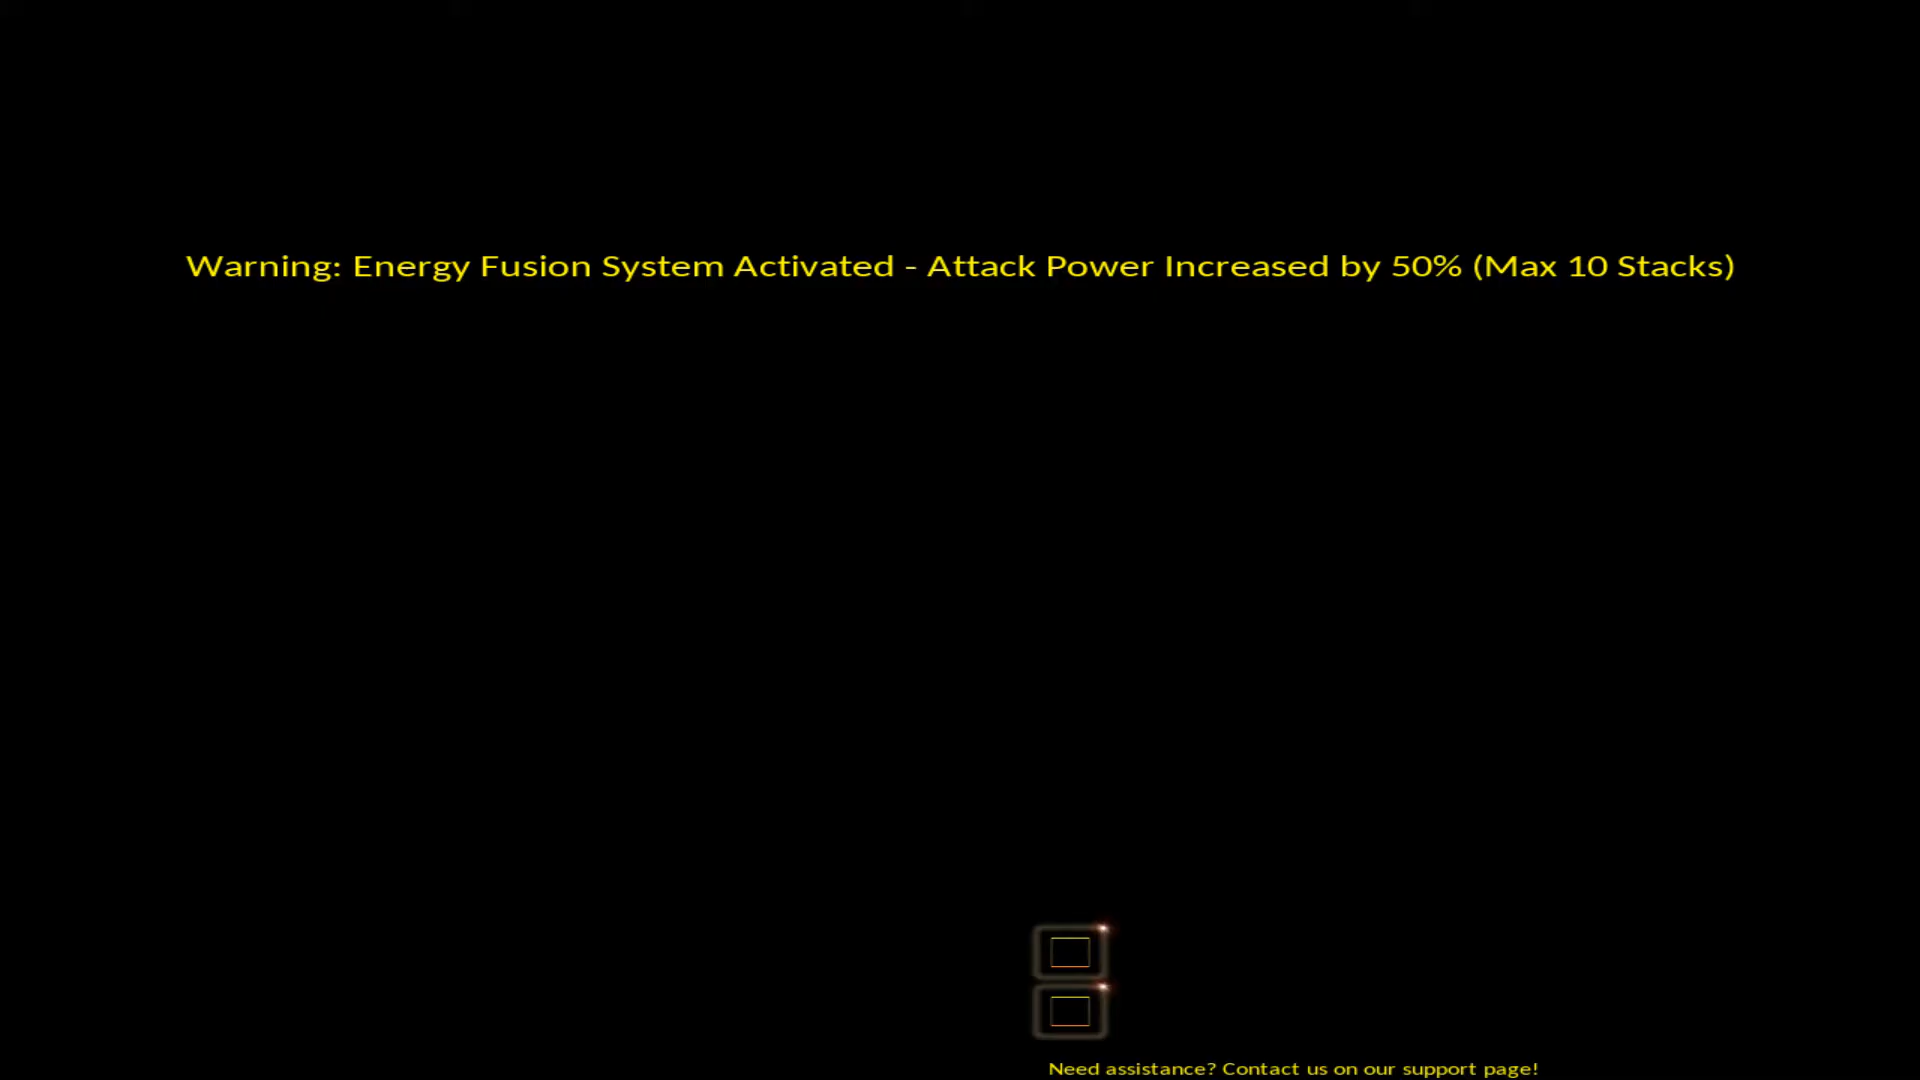 Warning: Energy Fusion System Activated - Attack Power Increased by 50% (Max 10 Stacks)
Need assistance? Contact us on our support page!